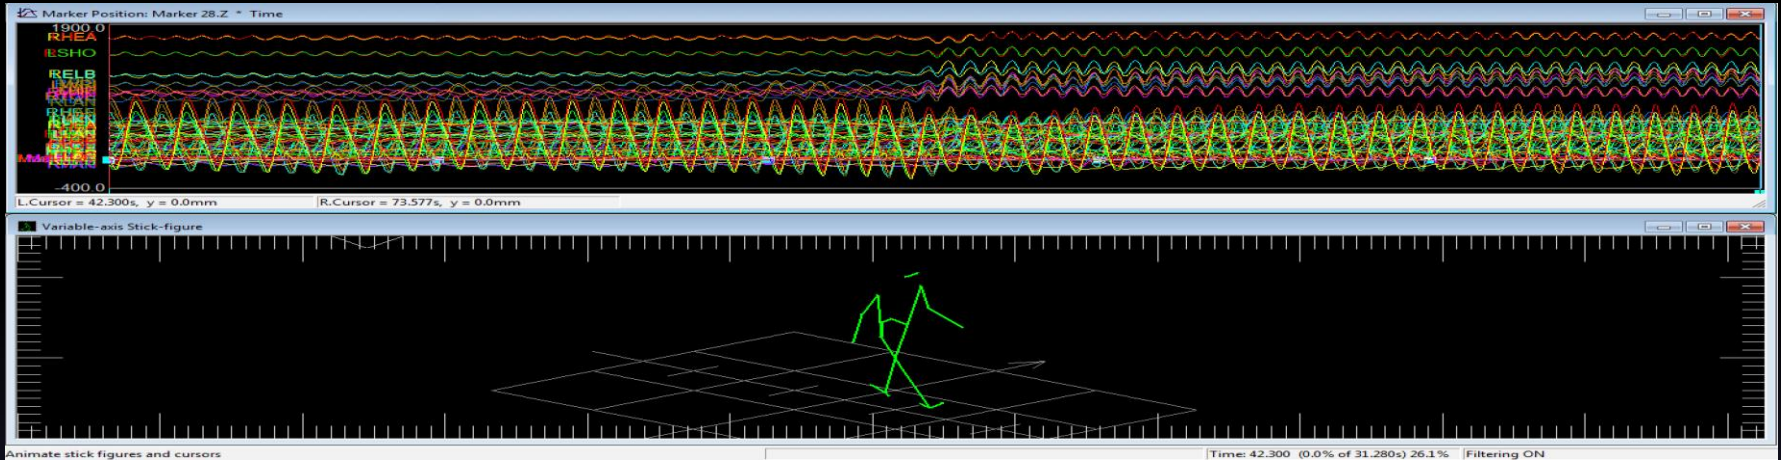 Marker Position: Marker 28.Z * Time
1900.0
RHEA
RSHO
RELB
-400.0
L.Cursor = 42.300s, y = 0.0mm R.Cursor = 73.577s, y = 0.0mm
Variable-axis Stick-figure
Animate stick figures and cursors Time: 42.300 (0.0% of 31.280s) 26.1% Filtering ON